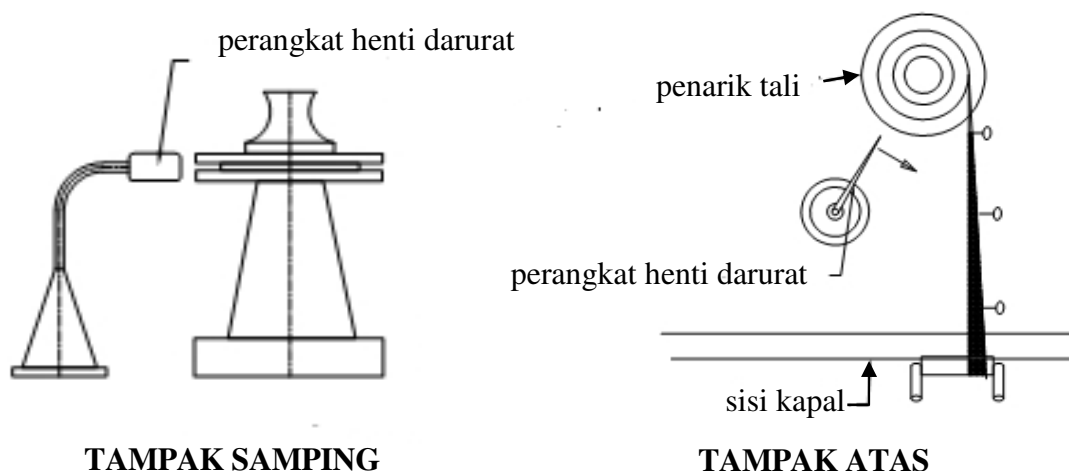 perangkat henti darurat
penarik tali
perangkat henti darurat
sisi kapal
TAMPAK SAMPING
TAMPAK ATAS